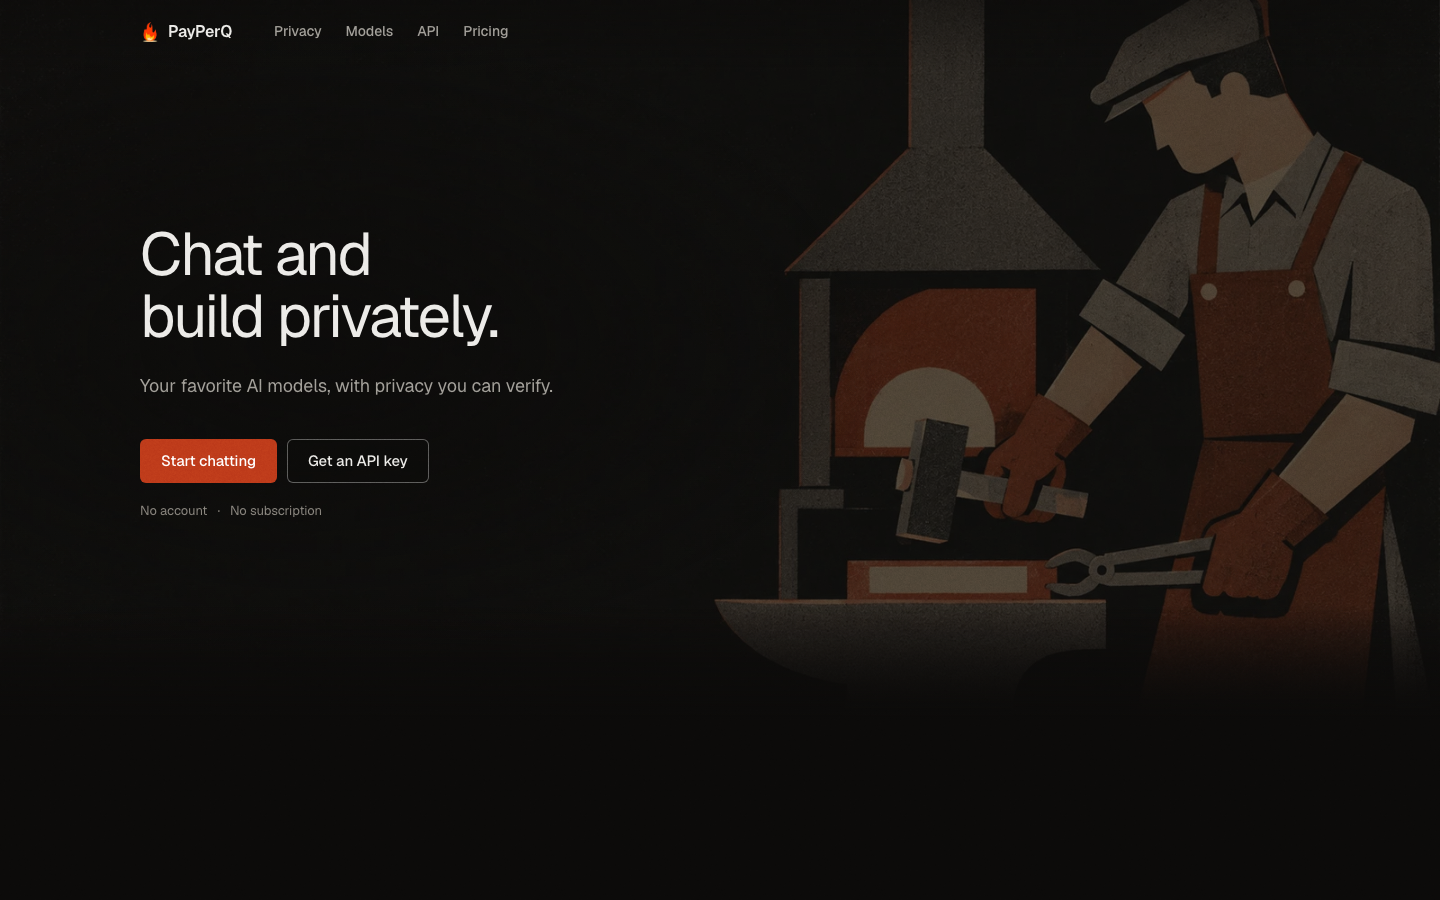 PayPerQ
Privacy Models API Pricing
Chat and
build privately.
Your favorite AI models, with privacy you can verify.
Start chatting Get an API key
No account · No subscription